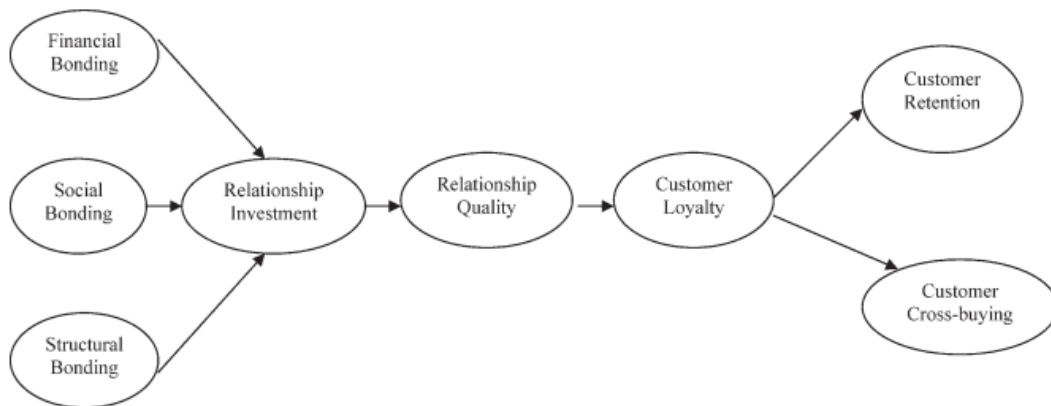 Financial
Bonding
Social
Bonding
Structural
Bonding
Relationship
Investment
Relationship
Quality
Customer
Loyalty
Customer
Retention
Customer
Cross-buying